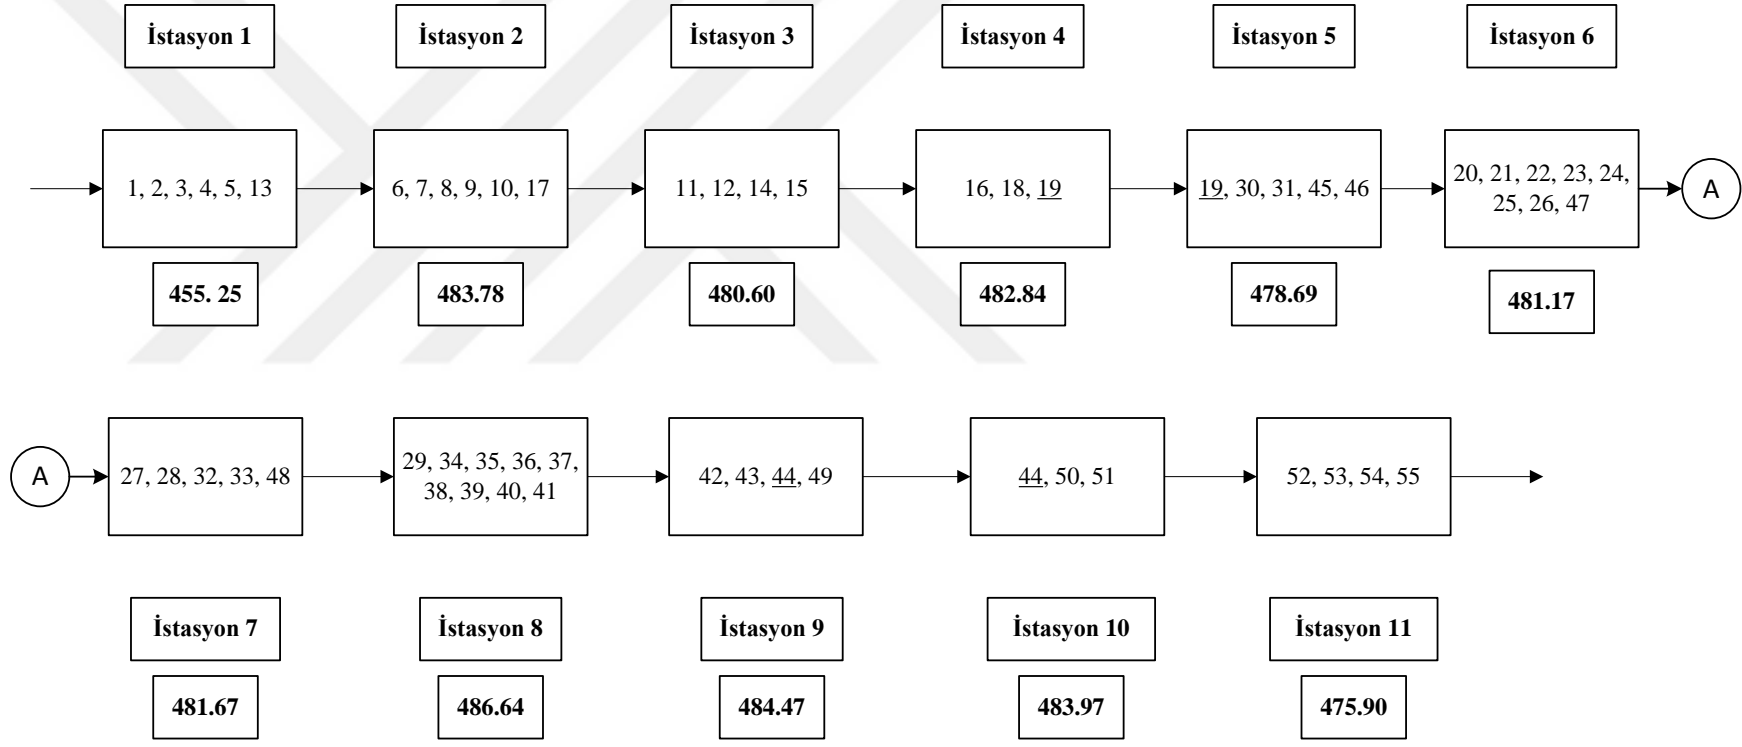 İstasyon 1
İstasyon 2
İstasyon 3
İstasyon 4
İstasyon 5
İstasyon 6
1, 2, 3, 4, 5, 13
6, 7, 8, 9, 10, 17
11, 12, 14, 15
16, 18, 19
19, 30, 31, 45, 46
20, 21, 22, 23, 24,
25, 26, 47
A
455. 25
483.78
480.60
482.84
478.69
481.17
A
27, 28, 32, 33, 48
29, 34, 35, 36, 37,
38, 39, 40, 41
42, 43, 44, 49
44, 50, 51
52, 53, 54, 55
İstasyon 7
İstasyon 8
İstasyon 9
İstasyon 10
İstasyon 11
481.67
486.64
484.47
483.97
475.90